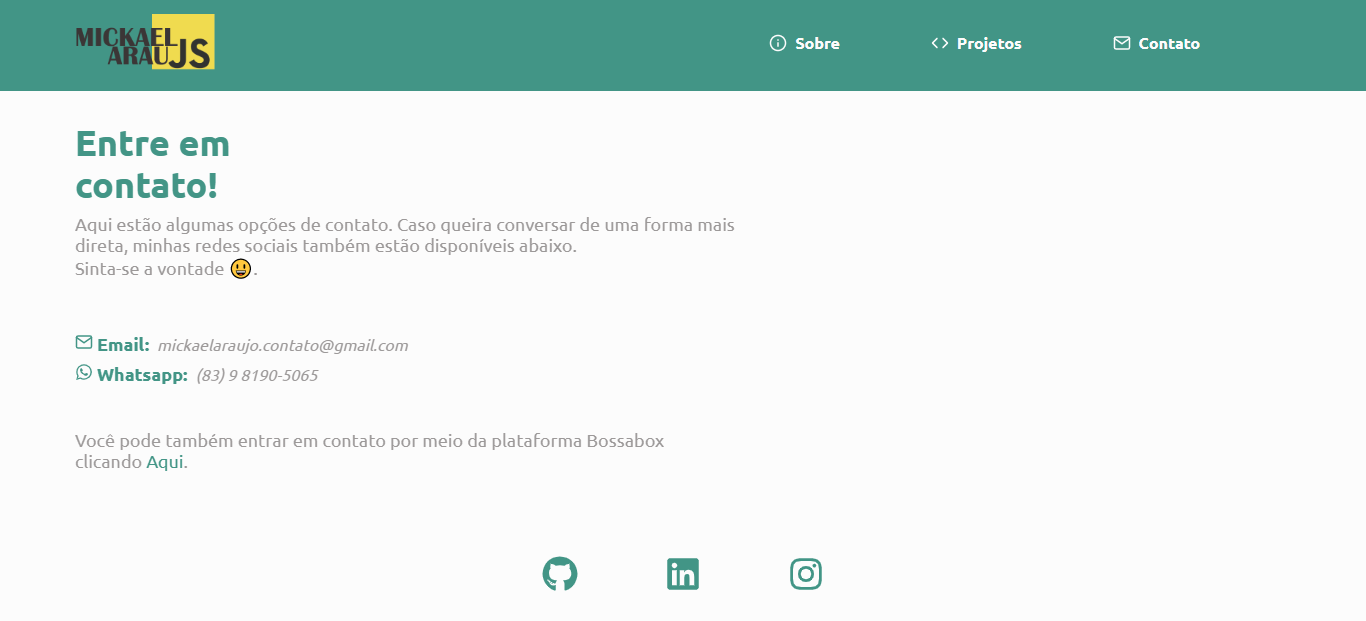 MICKAEL
ARAUJS
Sobre
Projetos
Contato
Entre em
contato!
Aqui estão algumas opções de contato. Caso queira conversar de uma forma mais
direta, minhas redes sociais também estão disponíveis abaixo.
Sinta-se a vontade 😃.
Email: mickaelaraujo.contato@gmail.com
Whatsapp: (83) 9 8190-5065
Você pode também entrar em contato por meio da plataforma Bossabox
clicando Aqui.
in